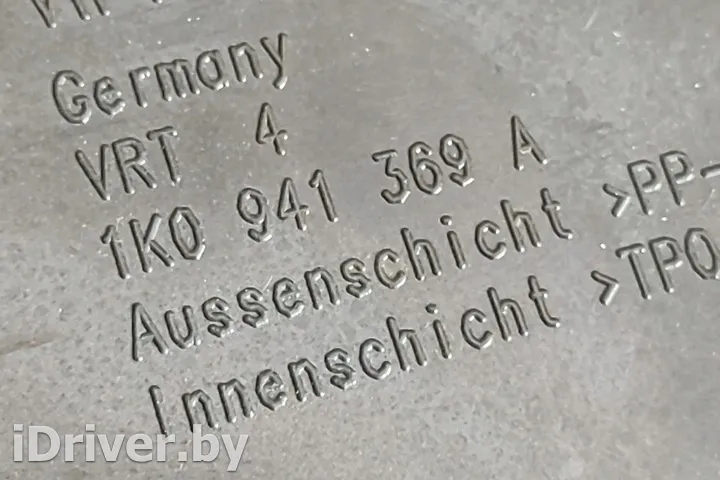 Germany
VRT 4
1K0 941 369 A
Aussenschicht >PP-
Innenschicht >TPO
iDriver.by